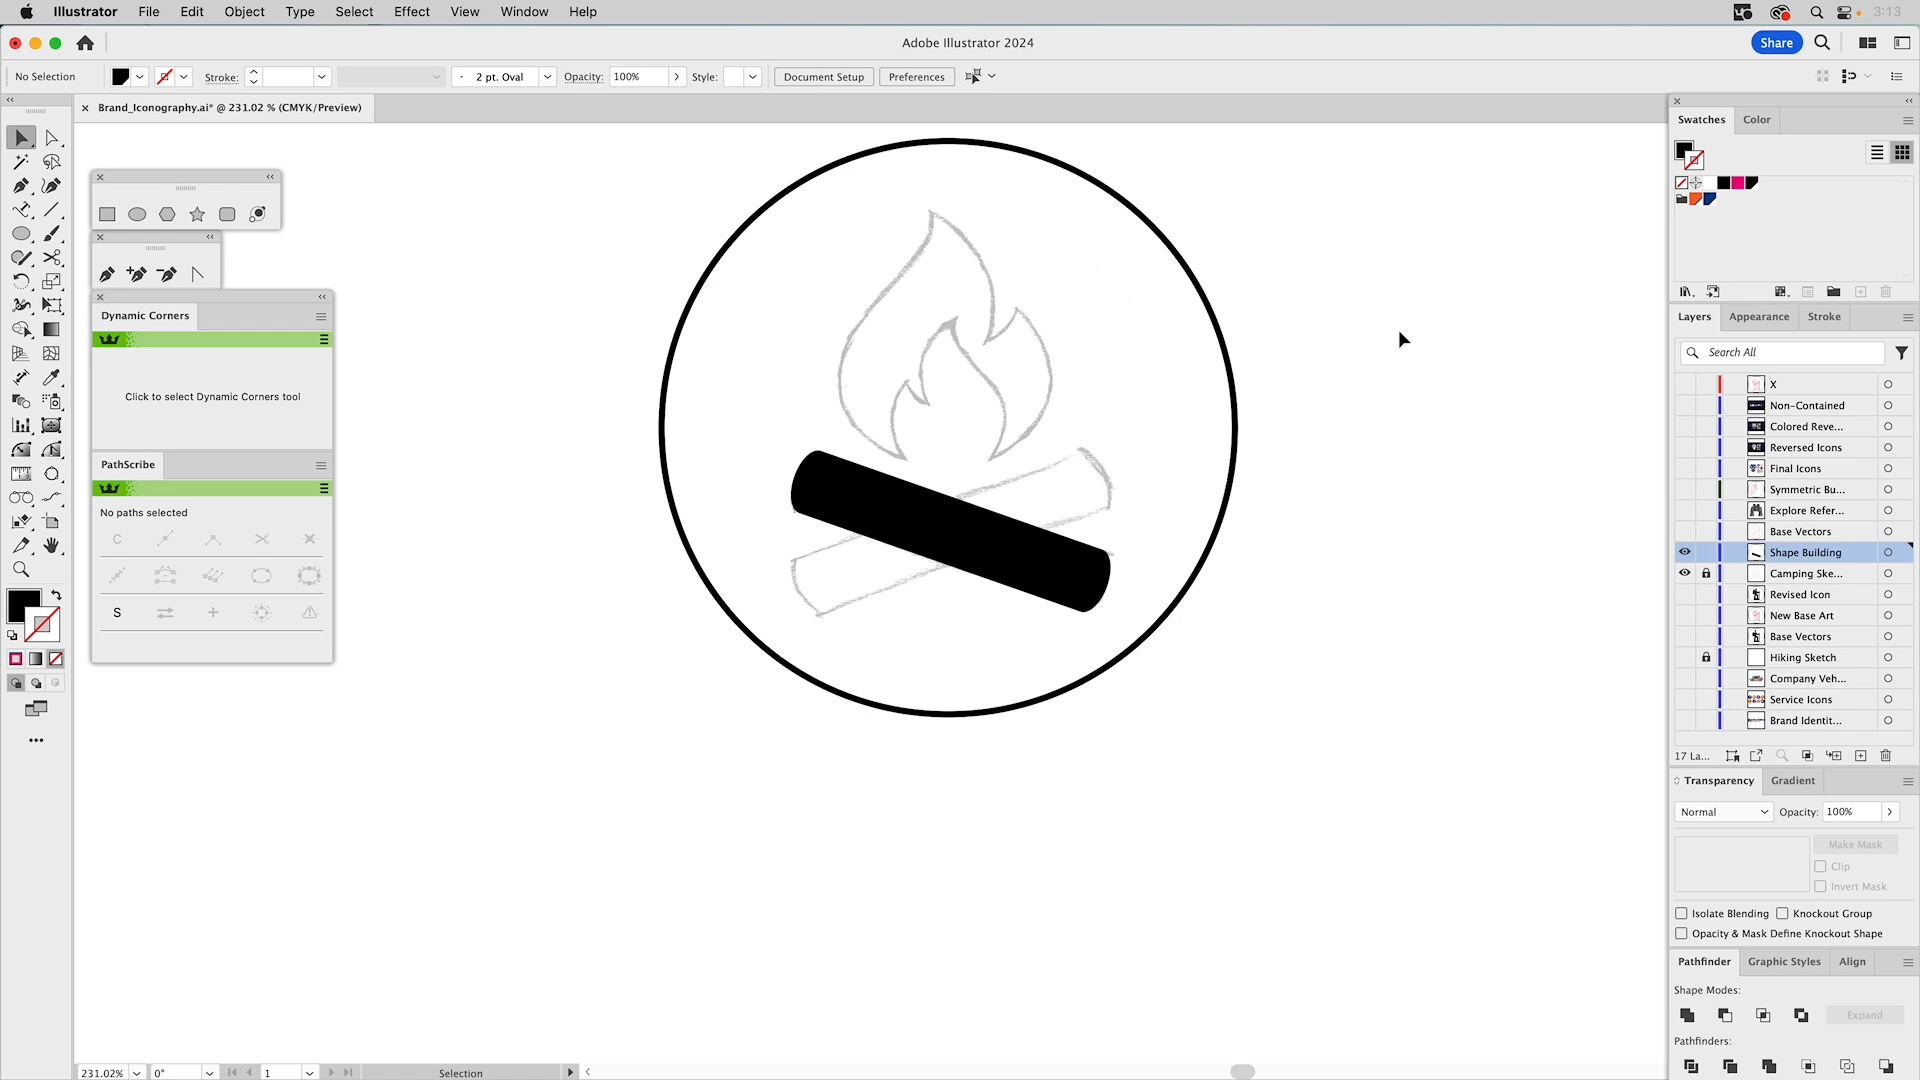 Illustrator File Edit Object Type Select Effect View Window Help 3:13
Adobe Illustrator 2024 Share
No Selection Stroke: 2 pt. Oval Opacity: 100% Style: Document Setup Preferences
Brand_Iconography.ai* @ 231.02 % (CMYK/Preview)
Swatches Color
Dynamic Corners
Click to select Dynamic Corners tool
PathScribe
No paths selected
C
S
Layers Appearance Stroke
Search All
X
Non-Contained
Colored Reve...
Reversed Icons
Final Icons
Symmetric Bu...
Explore Refer...
Base Vectors
Shape Building
Camping Ske...
Revised Icon
New Base Art
Base Vectors
Hiking Sketch
Company Veh...
Service Icons
Brand Identit...
17 La...
Transparency Gradient
Normal Opacity: 100%
Make Mask
Clip
Invert Mask
Isolate Blending Knockout Group
Opacity & Mask Define Knockout Shape
Pathfinder Graphic Styles Align
Shape Modes:
Expand
Pathfinders:
231.02% 0° 1 Selection